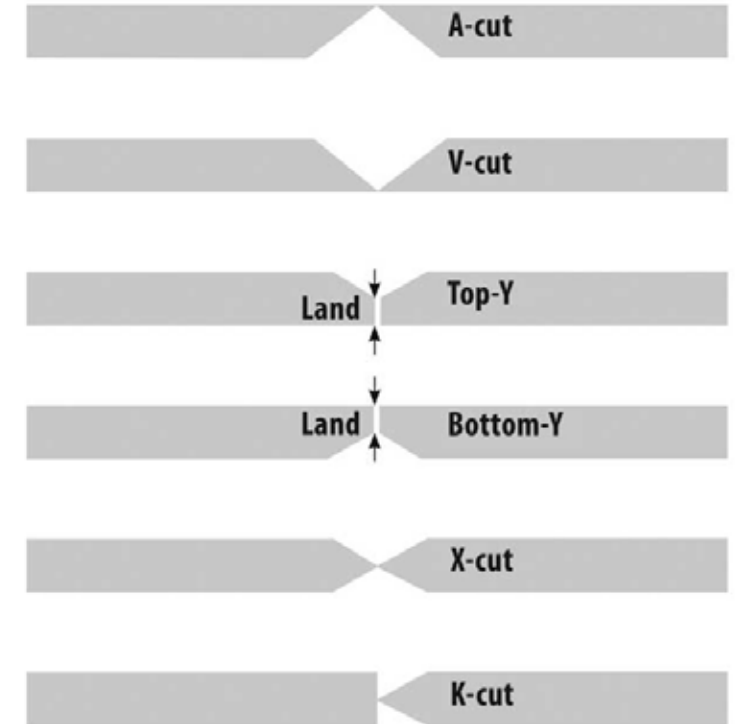 A-cut
V-cut
Land
Top-Y
Land
Bottom-Y
X-cut
K-cut